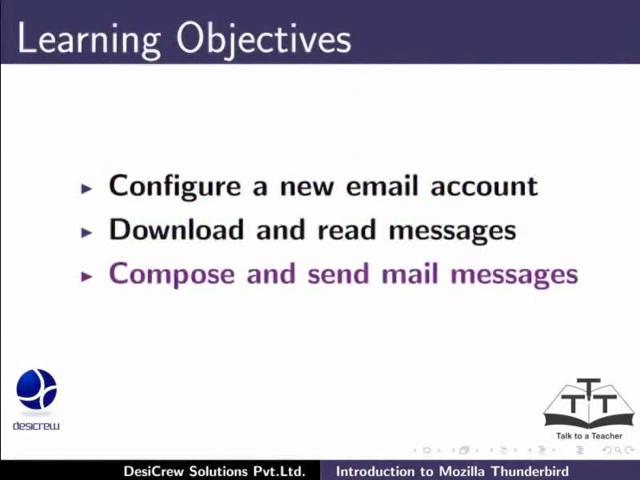 Learning Objectives
Configure a new email account
Download and read messages
Compose and send mail messages
desicrew
T T T
Talk to a Teacher
DesiCrew Solutions Pvt.Ltd. Introduction to Mozilla Thunderbird